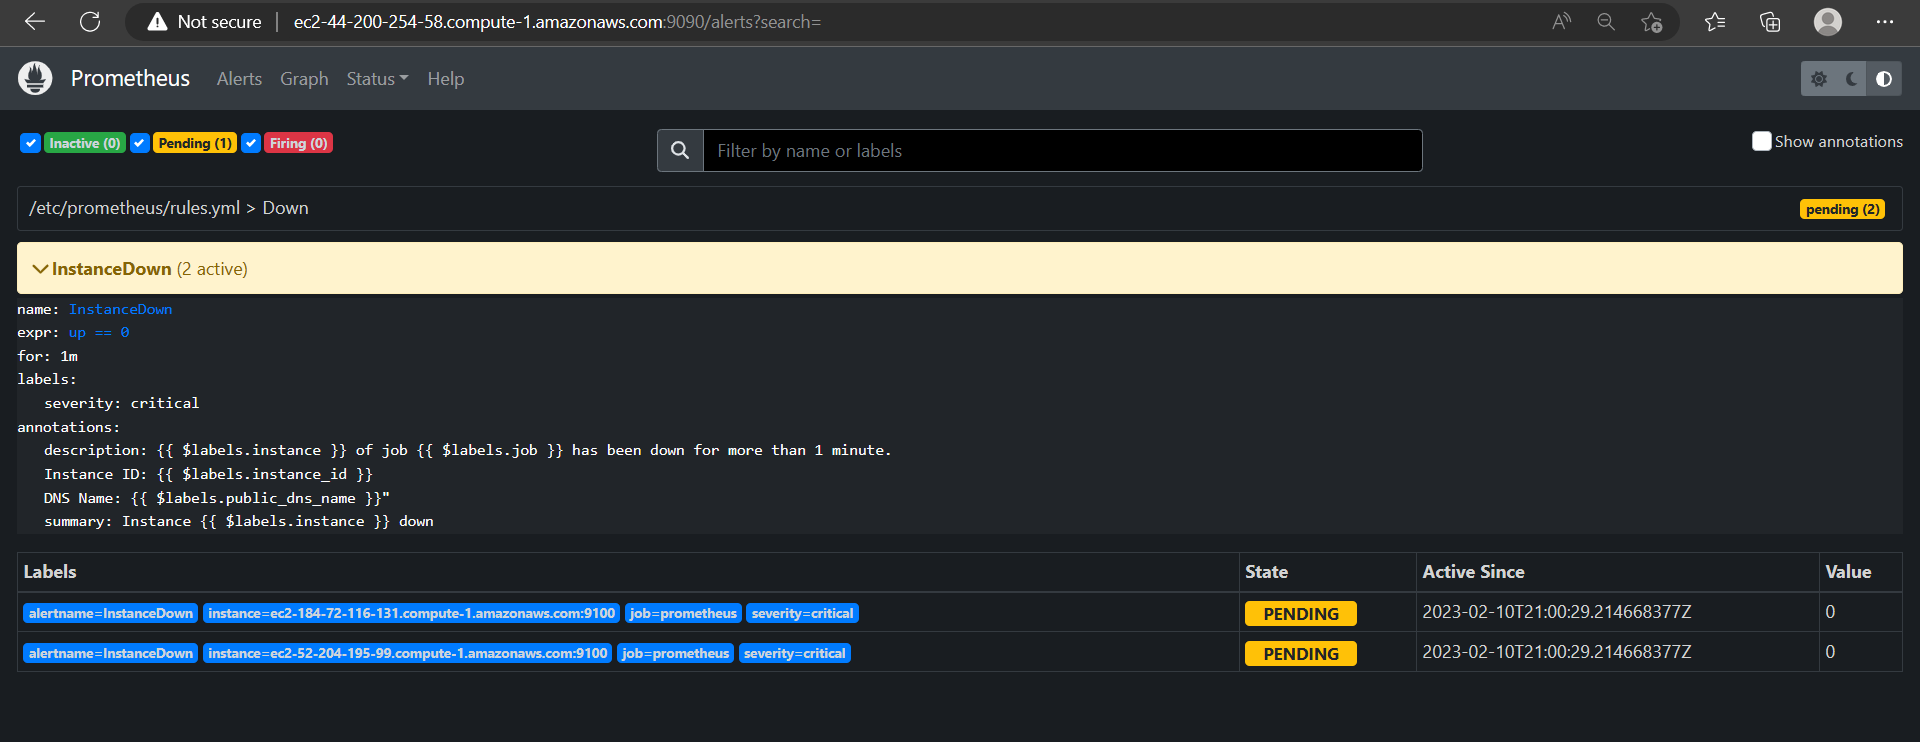 Not secure | ec2-44-200-254-58.compute-1.amazonaws.com:9090/alerts?search=
Prometheus Alerts Graph Status Help
Inactive (0) Pending (1) Firing (0) Filter by name or labels Show annotations
/etc/prometheus/rules.yml > Down pending (2)
InstanceDown (2 active)
name: InstanceDown
expr: up == 0
for: 1m
labels:
severity: critical
annotations:
description: {{ $labels.instance }} of job {{ $labels.job }} has been down for more than 1 minute.
Instance ID: {{ $labels.instance_id }}
DNS Name: {{ $labels.public_dns_name }}"
summary: Instance {{ $labels.instance }} down
Labels State Active Since Value
alertname=InstanceDown instance=ec2-184-72-116-131.compute-1.amazonaws.com:9100 job=prometheus severity=critical PENDING 2023-02-10T21:00:29.214668377Z 0
alertname=InstanceDown instance=ec2-52-204-195-99.compute-1.amazonaws.com:9100 job=prometheus severity=critical PENDING 2023-02-10T21:00:29.214668377Z 0